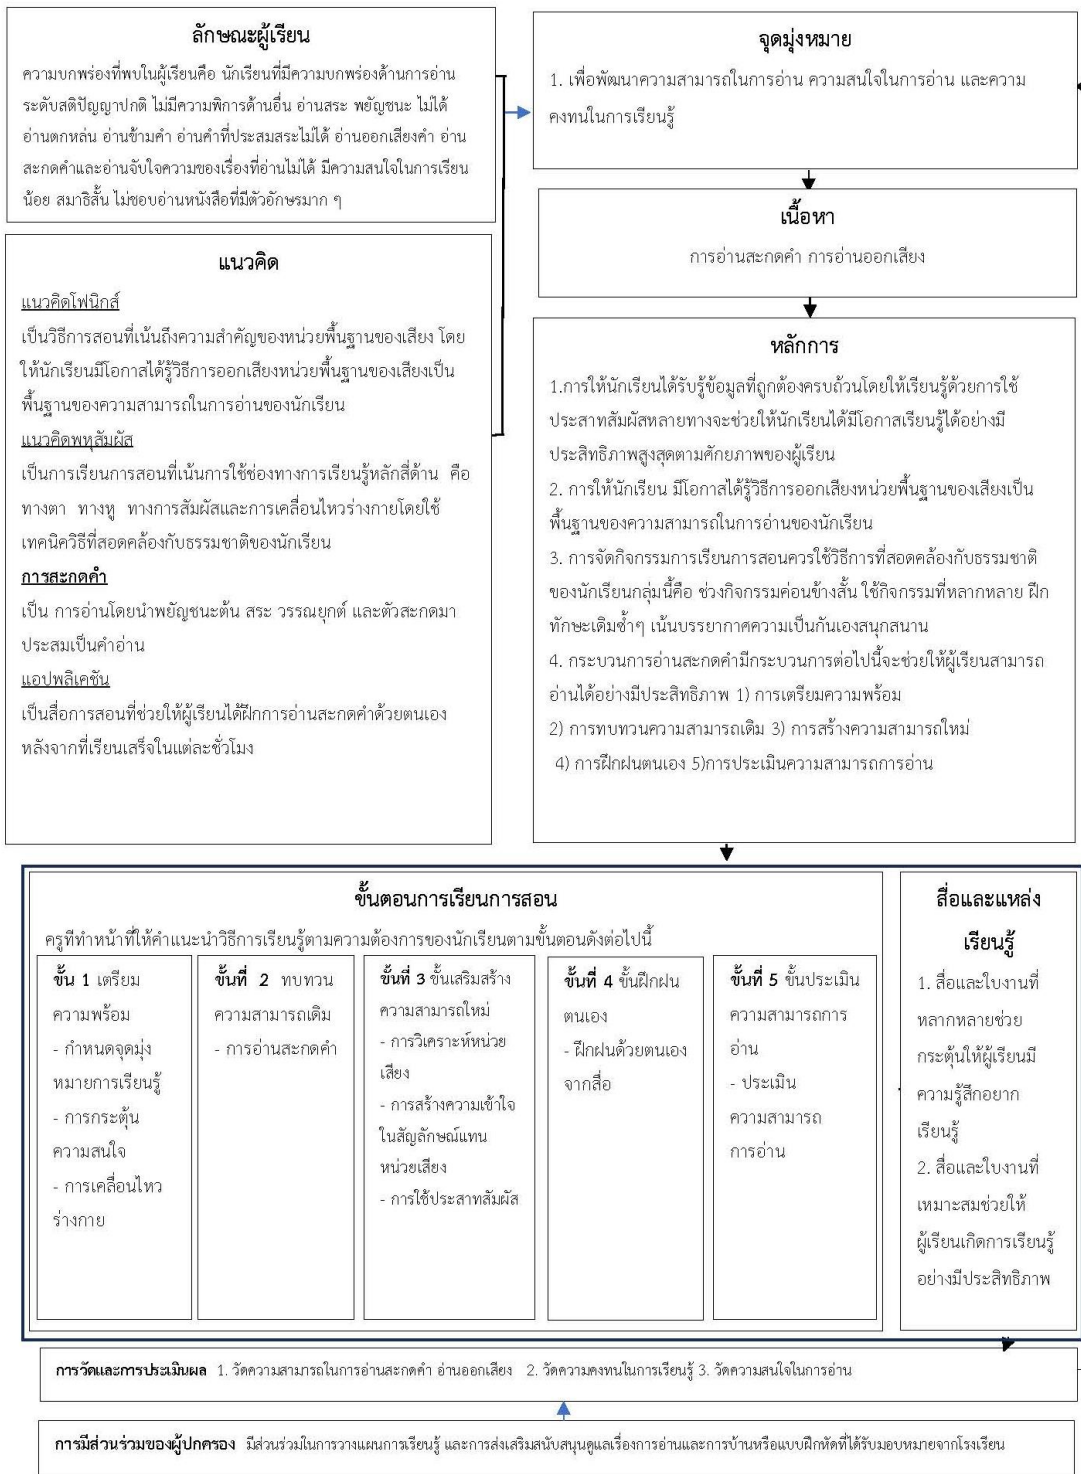 ลักษณะผู้เรียน
ความบกพร่องที่พบในผู้เรียนคือ นักเรียนที่มีความบกพร่องด้านการอ่าน
ระดับสติปัญญาปกติ ไม่มีความพิการด้านอื่น อ่านสระ พยัญชนะ ไม่ได้
อ่านตกหล่น อ่านข้ามคำ อ่านคำที่ประสมสระไม่ได้ อ่านออกเสียงคำ อ่าน
สะกดคำและอ่านจับใจความของเรื่องที่อ่านไม่ได้ มีความสนใจในการเรียน
น้อย สมาธิสั้น ไม่ชอบอ่านหนังสือที่มีตัวอักษรมาก ๆ
แนวคิด
แนวคิดโฟนิกส์
เป็นวิธีการสอนที่เน้นถึงความสำคัญของหน่วยพื้นฐานของเสียง โดย
ให้นักเรียนมีโอกาสได้รู้วิธีการออกเสียงหน่วยพื้นฐานของเสียงเป็น
พื้นฐานของความสามารถในการอ่านของนักเรียน
แนวคิดพหุสัมผัส
เป็นการเรียนการสอนที่เน้นการใช้ช่องทางการเรียนรู้หลักสี่ด้าน คือ
ทางตา ทางหู ทางการสัมผัสและการเคลื่อนไหวร่างกายโดยใช้
เทคนิควิธีที่สอดคล้องกับธรรมชาติของนักเรียน
การสะกดคำ
เป็น การอ่านโดยนำพยัญชนะต้น สระ วรรณยุกต์ และตัวสะกดมา
ประสมเป็นคำอ่าน
แอปพลิเคชัน
เป็นสื่อการสอนที่ช่วยให้ผู้เรียนได้ฝึกการอ่านสะกดคำด้วยตนเอง
หลังจากที่เรียนเสร็จในแต่ละชั่วโมง
จุดมุ่งหมาย
1. เพื่อพัฒนาความสามารถในการอ่าน ความสนใจในการอ่าน และความ
คงทนในการเรียนรู้
เนื้อหา
การอ่านสะกดคำ การอ่านออกเสียง
หลักการ
1.การให้นักเรียนได้รับรู้ข้อมูลที่ถูกต้องครบถ้วนโดยให้เรียนรู้ด้วยการใช้
ประสาทสัมผัสหลายทางจะช่วยให้นักเรียนได้มีโอกาสเรียนรู้ได้อย่างมี
ประสิทธิภาพสูงสุดตามศักยภาพของผู้เรียน
2. การให้นักเรียน มีโอกาสได้รู้วิธีการออกเสียงหน่วยพื้นฐานของเสียงเป็น
พื้นฐานของความสามารถในการอ่านของนักเรียน
3. การจัดกิจกรรมการเรียนการสอนควรใช้วิธีการที่สอดคล้องกับธรรมชาติ
ของนักเรียนกลุ่มนี้คือ ช่วงกิจกรรมค่อนข้างสั้น ใช้กิจกรรมที่หลากหลาย ฝึก
ทักษะเดิมซ้ำๆ เน้นบรรยากาศความเป็นกันเองสนุกสนาน
4. กระบวนการอ่านสะกดคำมีกระบวนการต่อไปนี้จะช่วยให้ผู้เรียนสามารถ
อ่านได้อย่างมีประสิทธิภาพ 1) การเตรียมความพร้อม
2) การทบทวนความสามารถเดิม 3) การสร้างความสามารถใหม่
4) การฝึกฝนตนเอง 5)การประเมินความสามารถการอ่าน
ขั้นตอนการเรียนการสอน
ครูที่ทำหน้าที่ให้คำแนะนำวิธีการเรียนรู้ตามความต้องการของนักเรียนตามขั้นตอนดังต่อไปนี้
ขั้น 1 เตรียม
ความพร้อม
- กำหนดจุดมุ่ง
หมายการเรียนรู้
- การกระตุ้น
ความสนใจ
- การเคลื่อนไหว
ร่างกาย
ขั้นที่ 2 ทบทวน
ความสามารถเดิม
- การอ่านสะกดคำ
ขั้นที่ 3 ขั้นเสริมสร้าง
ความสามารถใหม่
- การวิเคราะห์หน่วย
เสียง
- การสร้างความเข้าใจ
ในสัญลักษณ์แทน
หน่วยเสียง
- การใช้ประสาทสัมผัส
ขั้นที่ 4 ขั้นฝึกฝน
ตนเอง
- ฝึกฝนด้วยตนเอง
จากสื่อ
ขั้นที่ 5 ขั้นประเมิน
ความสามารถการ
อ่าน
- ประเมิน
ความสามารถ
การอ่าน
สื่อและแหล่ง
เรียนรู้
1. สื่อและใบงานที่
หลากหลายช่วย
กระตุ้นให้ผู้เรียนมี
ความรู้สึกอยาก
เรียนรู้
2. สื่อและใบงานที่
เหมาะสมช่วยให้
ผู้เรียนเกิดการเรียนรู้
อย่างมีประสิทธิภาพ
การวัดและการประเมินผล 1. วัดความสามารถในการอ่านสะกดคำ อ่านออกเสียง 2. วัดความคงทนในการเรียนรู้ 3. วัดความสนใจในการอ่าน
การมีส่วนร่วมของผู้ปกครอง มีส่วนร่วมในการวางแผนการเรียนรู้ และการส่งเสริมสนับสนุนดูแลเรื่องการอ่านและการบ้านหรือแบบฝึกหัดที่ได้รับมอบหมายจากโรงเรียน